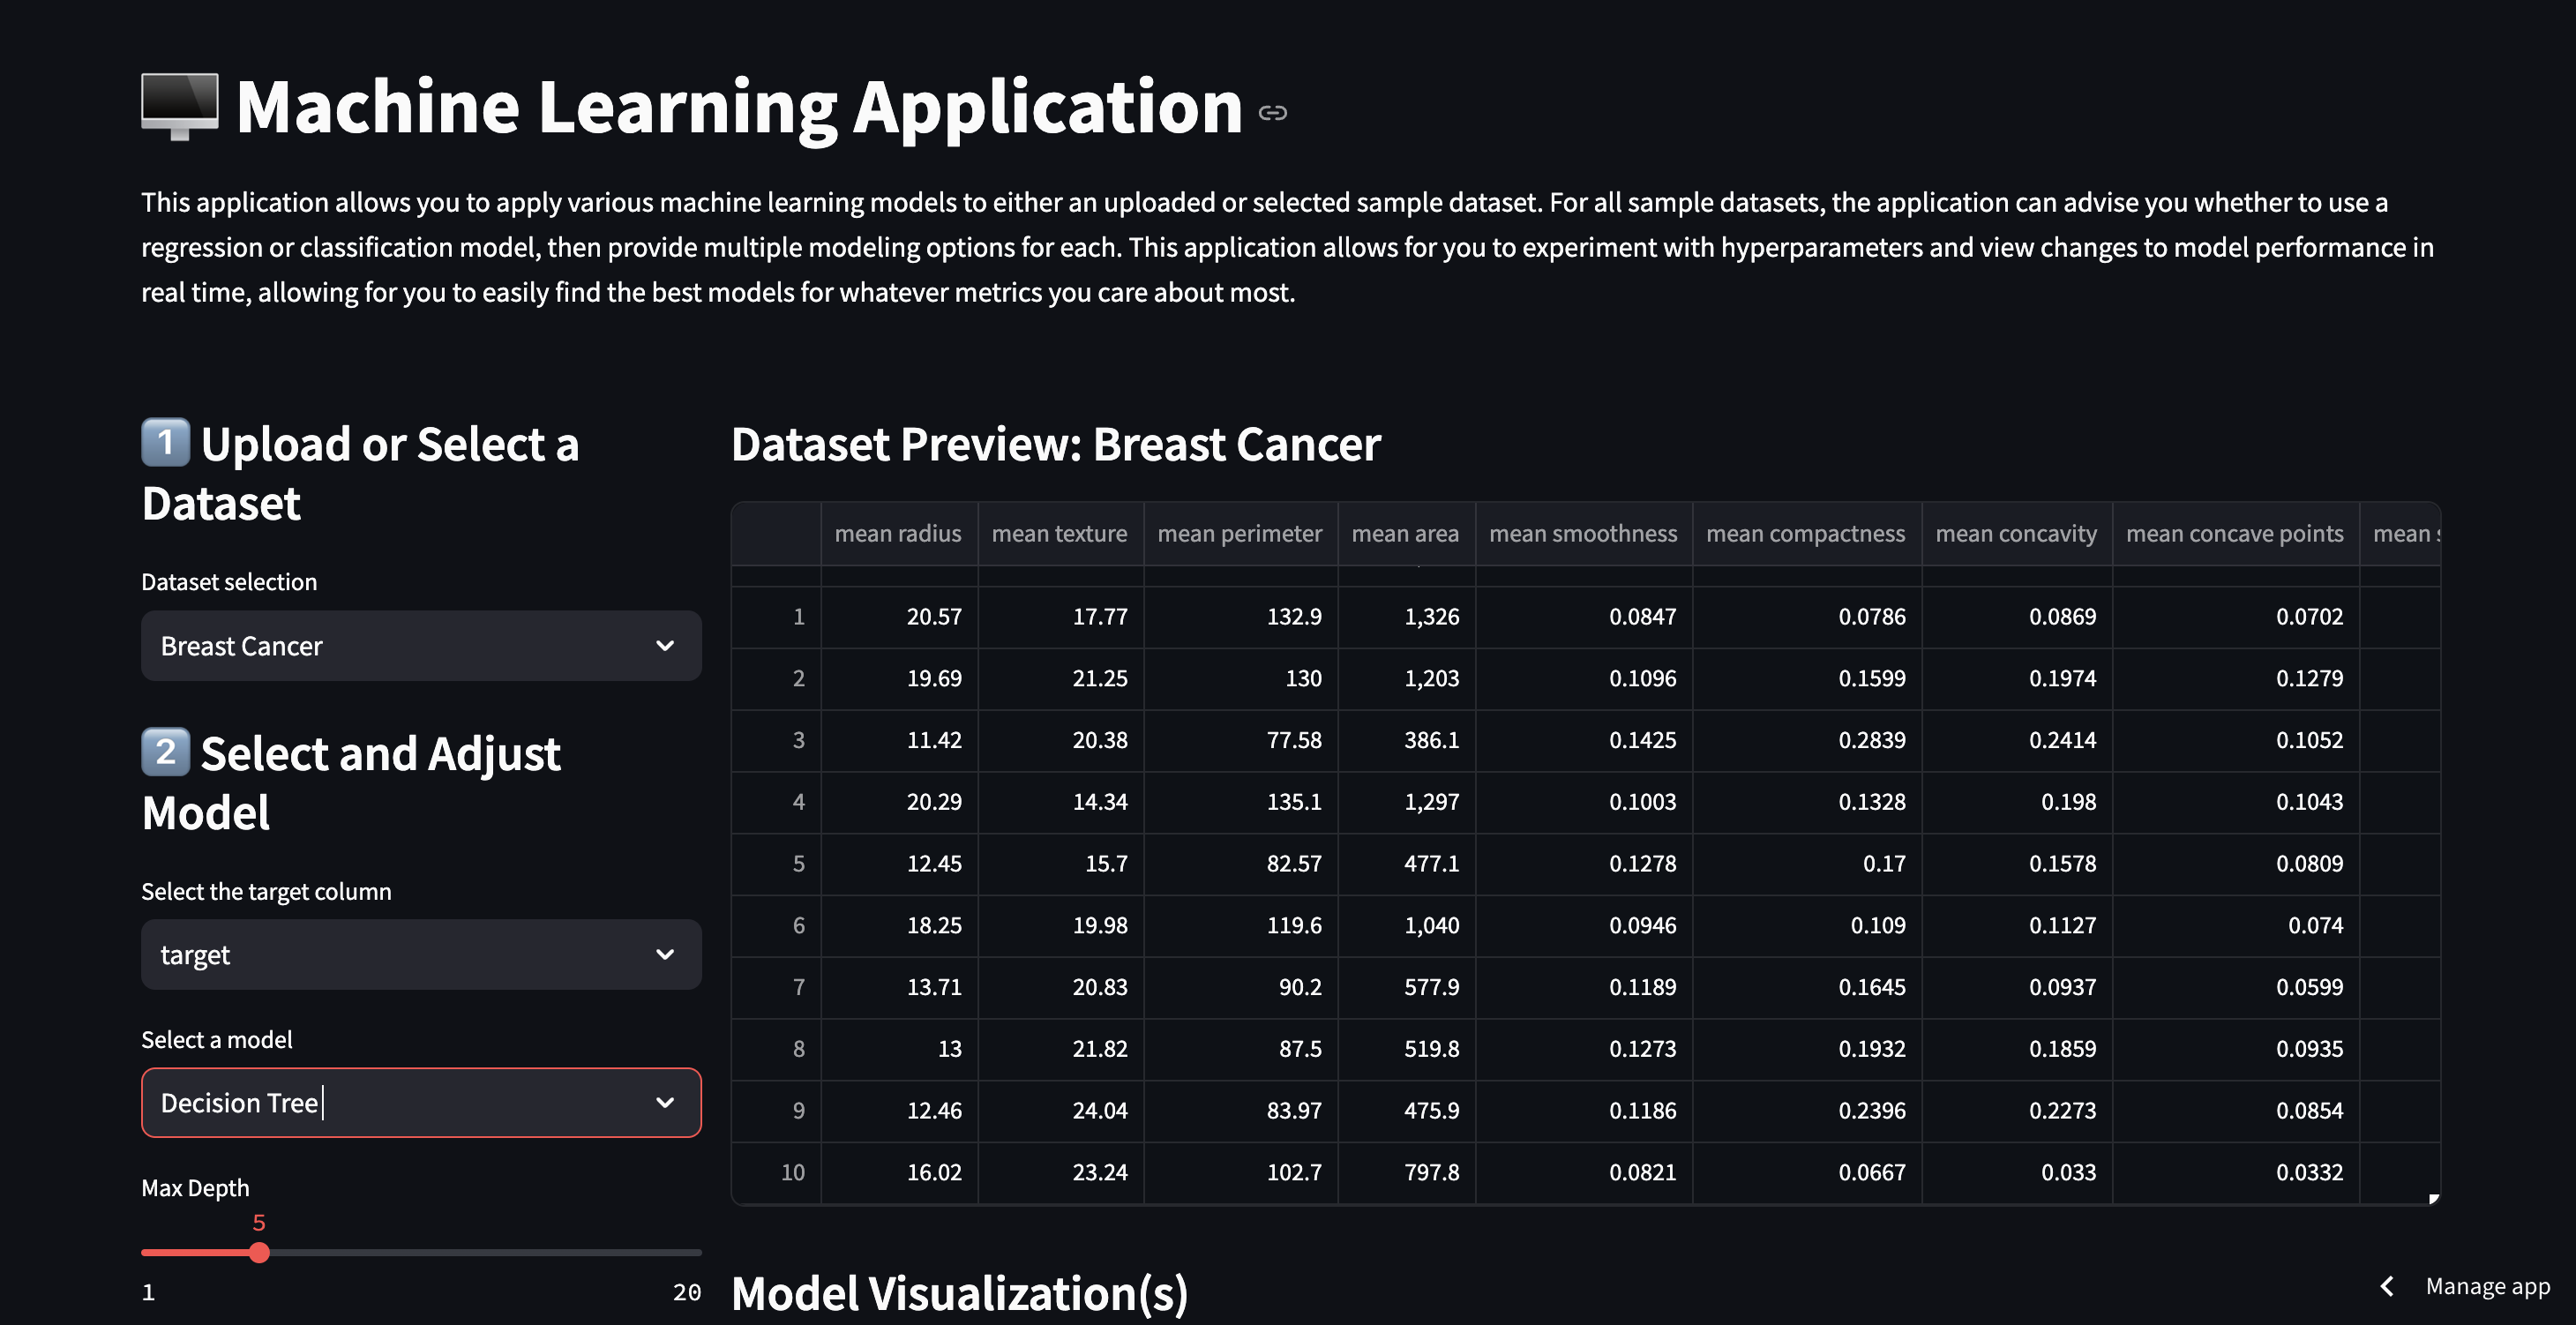 Machine Learning Application
This application allows you to apply various machine learning models to either an uploaded or selected sample dataset. For all sample datasets, the application can advise you whether to use a
regression or classification model, then provide multiple modeling options for each. This application allows for you to experiment with hyperparameters and view changes to model performance in
real time, allowing for you to easily find the best models for whatever metrics you care about most.
1 Upload or Select a
Dataset
Dataset selection
Breast Cancer
2 Select and Adjust
Model
Select the target column
target
Select a model
Decision Tree
Max Depth
5
1 20
Dataset Preview: Breast Cancer
mean radius mean texture mean perimeter mean area mean smoothness mean compactness mean concavity mean concave points mean
1 20.57 17.77 132.9 1,326 0.0847 0.0786 0.0869 0.0702
2 19.69 21.25 130 1,203 0.1096 0.1599 0.1974 0.1279
3 11.42 20.38 77.58 386.1 0.1425 0.2839 0.2414 0.1052
4 20.29 14.34 135.1 1,297 0.1003 0.1328 0.198 0.1043
5 12.45 15.7 82.57 477.1 0.1278 0.17 0.1578 0.0809
6 18.25 19.98 119.6 1,040 0.0946 0.109 0.1127 0.074
7 13.71 20.83 90.2 577.9 0.1189 0.1645 0.0937 0.0599
8 13 21.82 87.5 519.8 0.1273 0.1932 0.1859 0.0935
9 12.46 24.04 83.97 475.9 0.1186 0.2396 0.2273 0.0854
10 16.02 23.24 102.7 797.8 0.0821 0.0667 0.033 0.0332
Model Visualization(s)
Manage app